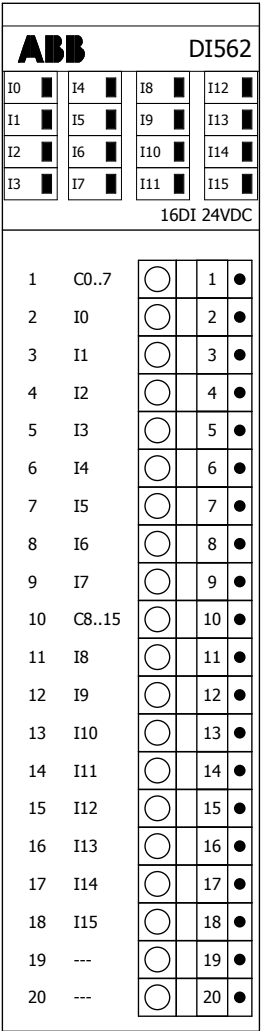 ABB DI562
I0 I4 I8 I12
I1 I5 I9 I13
I2 I6 I10 I14
I3 I7 I11 I15
16DI 24VDC
1 C0..7 1
2 I0 2
3 I1 3
4 I2 4
5 I3 5
6 I4 6
7 I5 7
8 I6 8
9 I7 9
10 C8..15 10
11 I8 11
12 I9 12
13 I10 13
14 I11 14
15 I12 15
16 I13 16
17 I14 17
18 I15 18
19 --- 19
20 --- 20